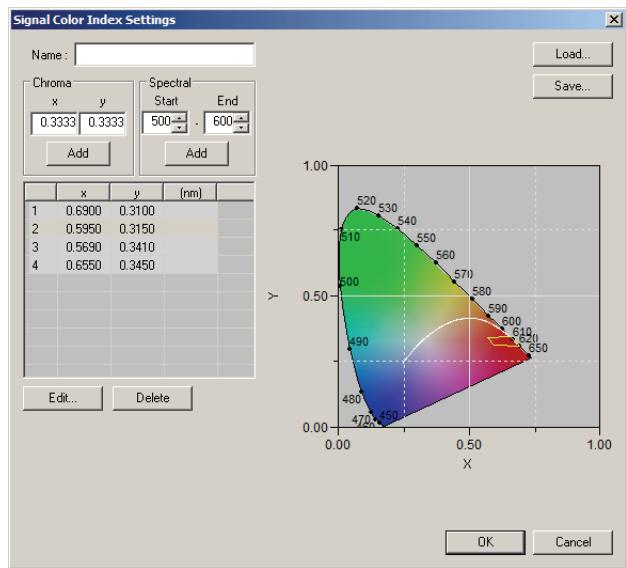 Signal Color Index Settings
Name :
Load...
Save...
Chroma
x y
0.3333 0.3333
Add
Spectral
Start End
500 - 600
Add
x y (nm)
1 0.6900 0.3100
2 0.5950 0.3150
3 0.5690 0.3410
4 0.6550 0.3450
Edit... Delete
1.00
0.50
0.00
Y
0.00 0.50 1.00
X
520
530
540
550
560
570
580
590
600
610
620
650
510
500
490
480
470
450
OK Cancel